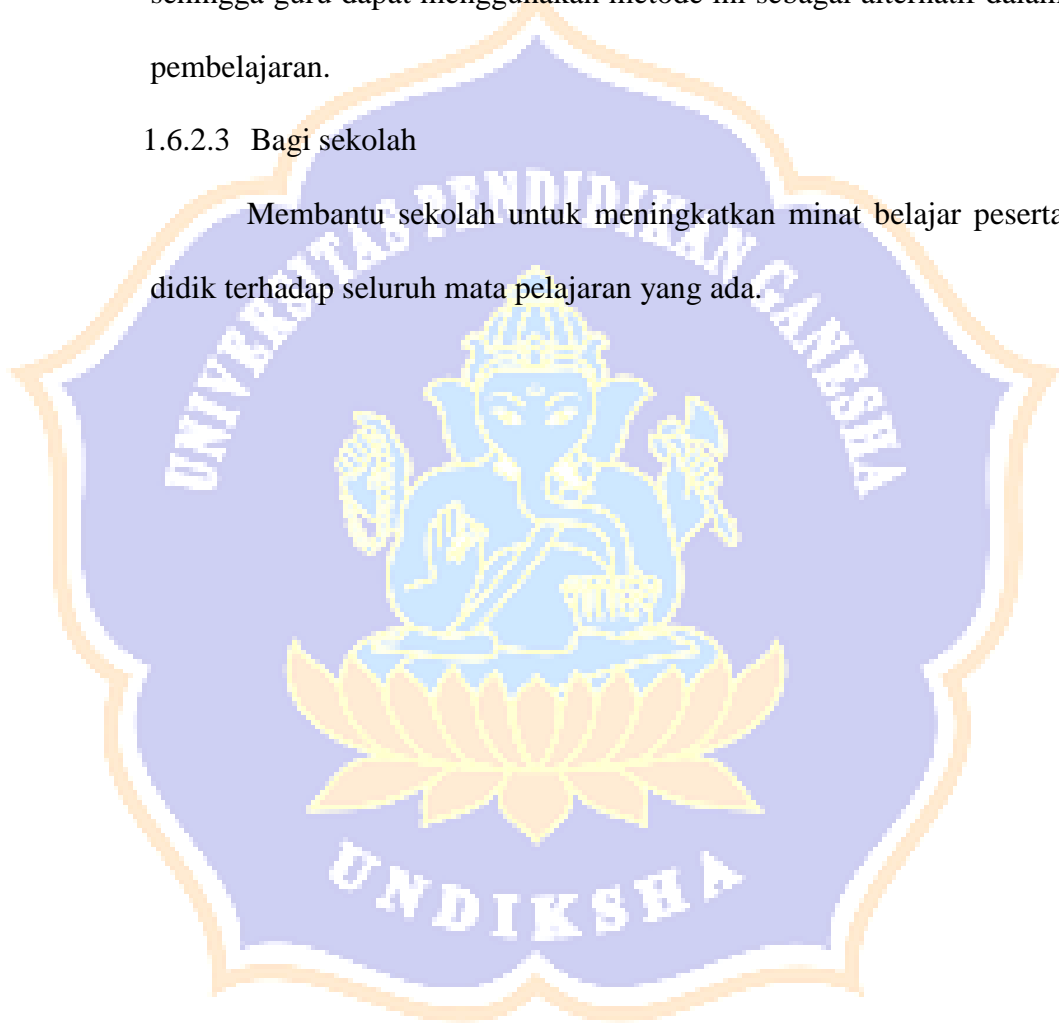 sehingga guru dapat menggunakan metode ini sebagai alternatif dalam
pembelajaran.
1.6.2.3 Bagi sekolah
Membantu sekolah untuk meningkatkan minat belajar peserta
didik terhadap seluruh mata pelajaran yang ada.
UNIVERSITAS PENDIDIKAN GANESHA
UNDIKSHA